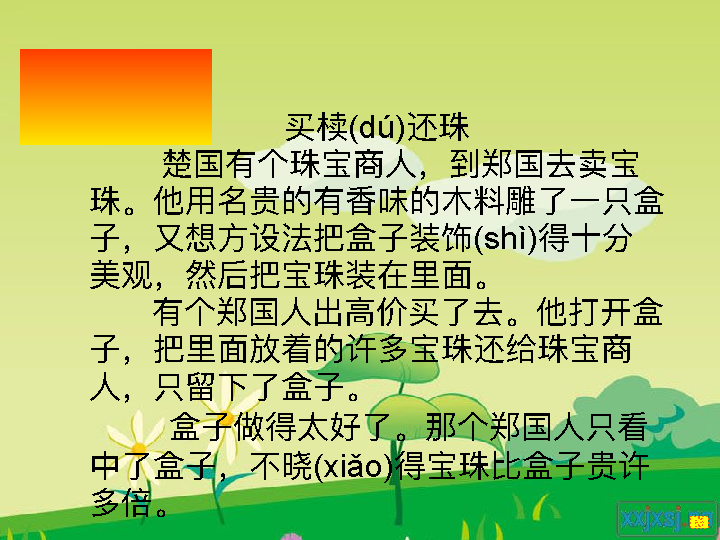 买椟(dú)还珠
楚国有个珠宝商人，到郑国去卖宝
珠。他用名贵的有香味的木料雕了一只盒
子，又想方设法把盒子装饰(shì)得十分
美观，然后把宝珠装在里面。
有个郑国人出高价买了去。他打开盒
子，把里面放着的许多宝珠还给珠宝商
人，只留下了盒子。
盒子做得太好了。那个郑国人只看
中了盒子，不晓(xiǎo)得宝珠比盒子贵许
多倍。